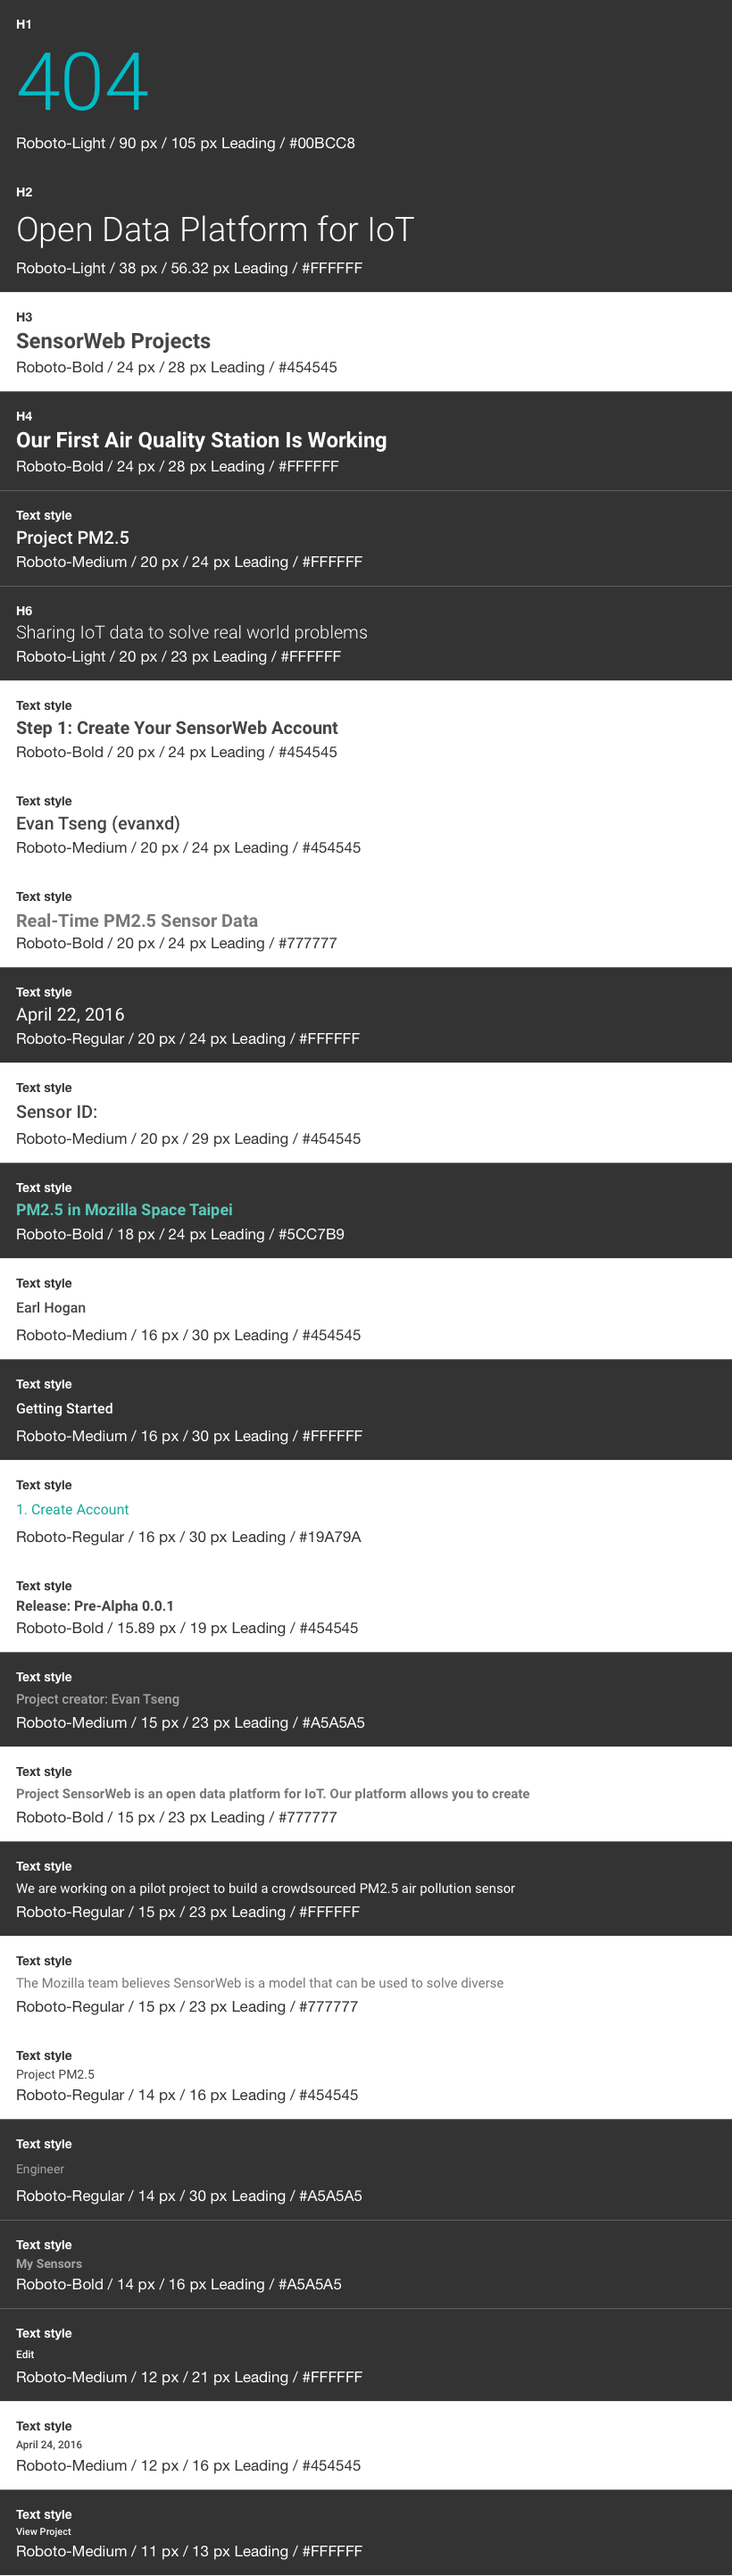 H1
404
Roboto-Light / 90 px / 105 px Leading / #00BCC8
H2
Open Data Platform for IoT
Roboto-Light / 38 px / 56.32 px Leading / #FFFFFF
H3
SensorWeb Projects
Roboto-Bold / 24 px / 28 px Leading / #454545
H4
Our First Air Quality Station Is Working
Roboto-Bold / 24 px / 28 px Leading / #FFFFFF
Text style
Project PM2.5
Roboto-Medium / 20 px / 24 px Leading / #FFFFFF
H6
Sharing IoT data to solve real world problems
Roboto-Light / 20 px / 23 px Leading / #FFFFFF
Text style
Step 1: Create Your SensorWeb Account
Roboto-Bold / 20 px / 24 px Leading / #454545
Text style
Evan Tseng (evanxd)
Roboto-Medium / 20 px / 24 px Leading / #454545
Text style
Real-Time PM2.5 Sensor Data
Roboto-Bold / 20 px / 24 px Leading / #777777
Text style
April 22, 2016
Roboto-Regular / 20 px / 24 px Leading / #FFFFFF
Text style
Sensor ID:
Roboto-Medium / 20 px / 29 px Leading / #454545
Text style
PM2.5 in Mozilla Space Taipei
Roboto-Bold / 18 px / 24 px Leading / #5CC7B9
Text style
Earl Hogan
Roboto-Medium / 16 px / 30 px Leading / #454545
Text style
Getting Started
Roboto-Medium / 16 px / 30 px Leading / #FFFFFF
Text style
1. Create Account
Roboto-Regular / 16 px / 30 px Leading / #19A79A
Text style
Release: Pre-Alpha 0.0.1
Roboto-Bold / 15.89 px / 19 px Leading / #454545
Text style
Project creator: Evan Tseng
Roboto-Medium / 15 px / 23 px Leading / #A5A5A5
Text style
Project SensorWeb is an open data platform for IoT. Our platform allows you to create
Roboto-Bold / 15 px / 23 px Leading / #777777
Text style
We are working on a pilot project to build a crowdsourced PM2.5 air pollution sensor
Roboto-Regular / 15 px / 23 px Leading / #FFFFFF
Text style
The Mozilla team believes SensorWeb is a model that can be used to solve diverse
Roboto-Regular / 15 px / 23 px Leading / #777777
Text style
Project PM2.5
Roboto-Regular / 14 px / 16 px Leading / #454545
Text style
Engineer
Roboto-Regular / 14 px / 30 px Leading / #A5A5A5
Text style
My Sensors
Roboto-Bold / 14 px / 16 px Leading / #A5A5A5
Text style
Edit
Roboto-Medium / 12 px / 21 px Leading / #FFFFFF
Text style
April 24, 2016
Roboto-Medium / 12 px / 16 px Leading / #454545
Text style
View Project
Roboto-Medium / 11 px / 13 px Leading / #FFFFFF